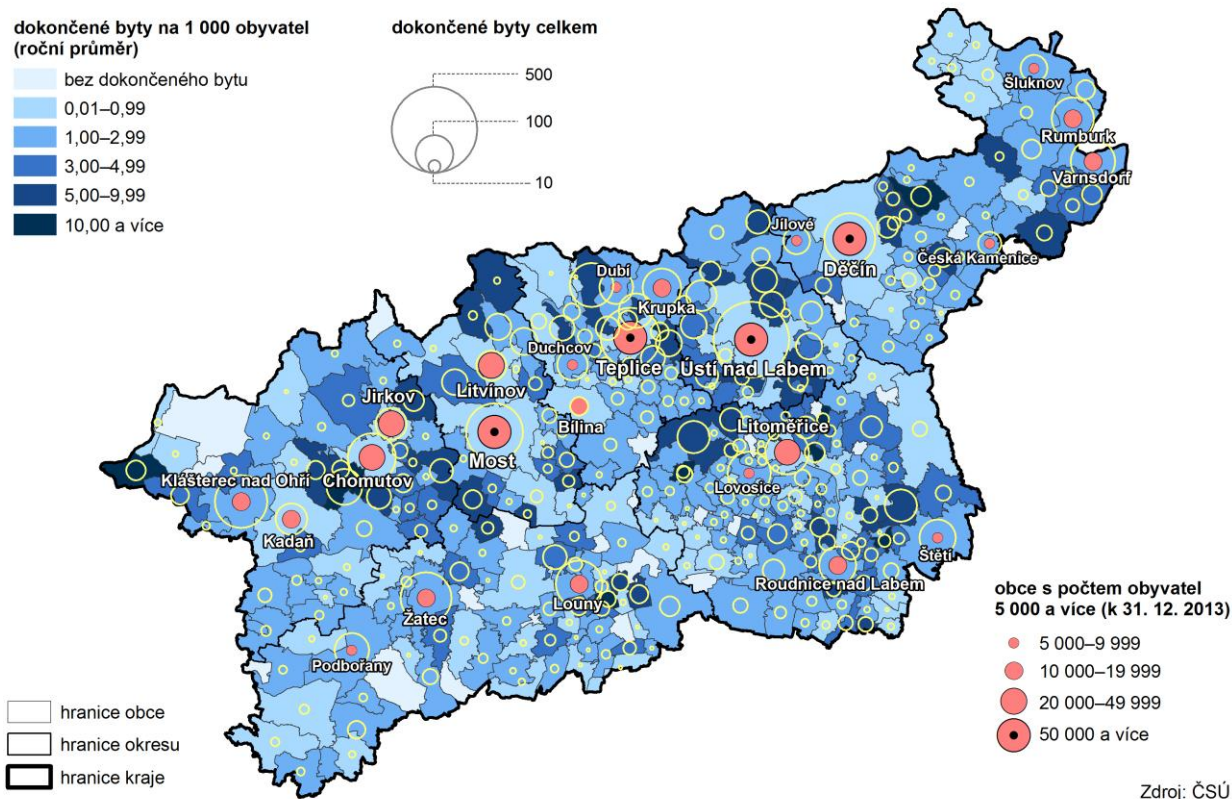 dokončené byty na 1 000 obyvatel
(roční průměr)
bez dokončeného bytu
0,01–0,99
1,00–2,99
3,00–4,99
5,00–9,99
10,00 a více
dokončené byty celkem
500
100
10
Šluknov
Rumburk
Varnsdorf
Jílové
Děčín
Česká Kamenice
Dubí
Krupka
Duchcov
Teplice
Ústí nad Labem
Litvínov
Jirkov
Bílina
Litoměřice
Most
Chomutov
Klášterec nad Ohří
Lovosice
Kadaň
Štětí
Roudnice nad Labem
Louny
Žatec
Podbořany
obce s počtem obyvatel
5 000 a více (k 31. 12. 2013)
5 000–9 999
10 000–19 999
20 000–49 999
50 000 a více
hranice obce
hranice okresu
hranice kraje
Zdroj: ČSÚ